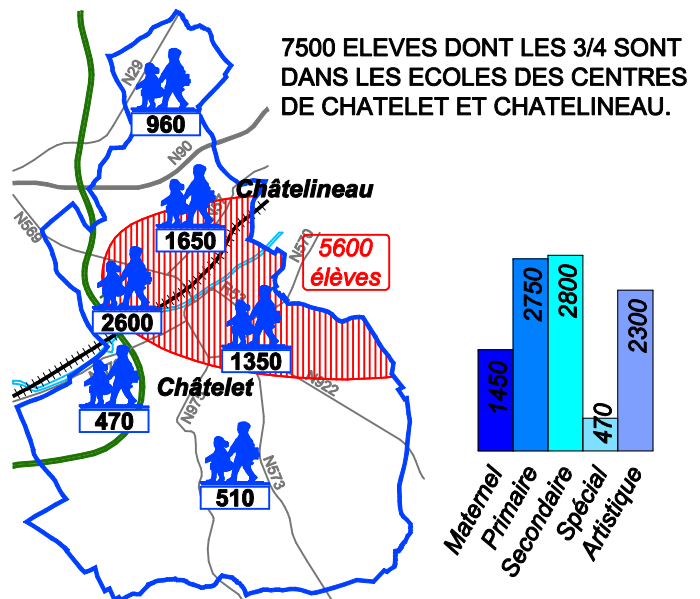 7500 ELEVES DONT LES 3/4 SONT
DANS LES ECOLES DES CENTRES
DE CHATELET ET CHATELINEAU.
N29
960
N90
Châtelineau
N569
1650
N570
5600
élèves
2600
1350
N922
Châtelet
470
N975
510
N573
1450
2750
2800
470
2300
Maternel
Primaire
Secondaire
Spécial
Artistique